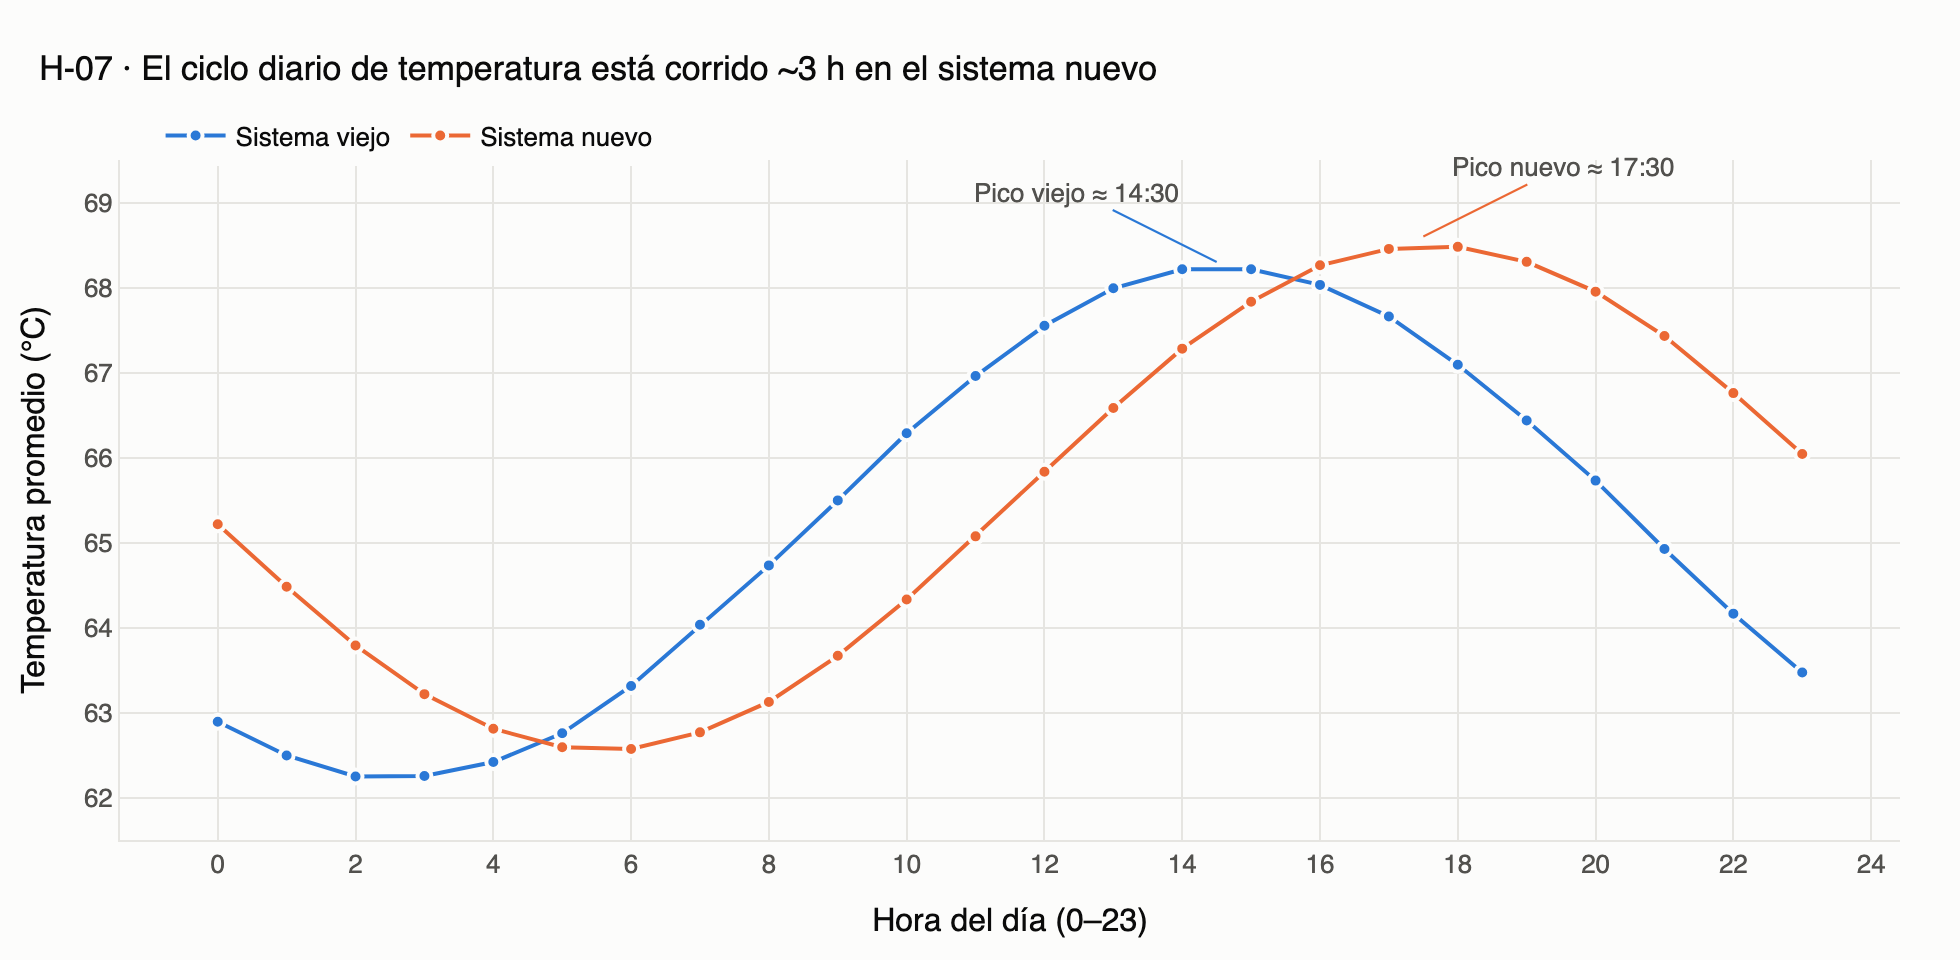 H-07 · El ciclo diario de temperatura está corrido ~3 h en el sistema nuevo
Sistema viejo Sistema nuevo
Pico nuevo ≈ 17:30
Pico viejo ≈ 14:30
69
68
67
66
65
64
63
62
Temperatura promedio (°C)
0 2 4 6 8 10 12 14 16 18 20 22 24
Hora del día (0–23)